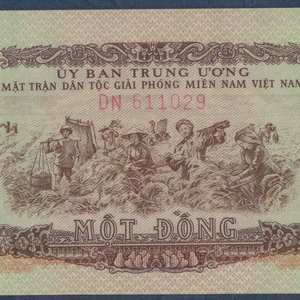 ỦY BAN TRUNG ƯƠNG
MẶT TRẬN DÂN TỘC GIẢI PHÓNG MIỀN NAM VIỆT NAM
DN 611029
MỘT ĐỒNG